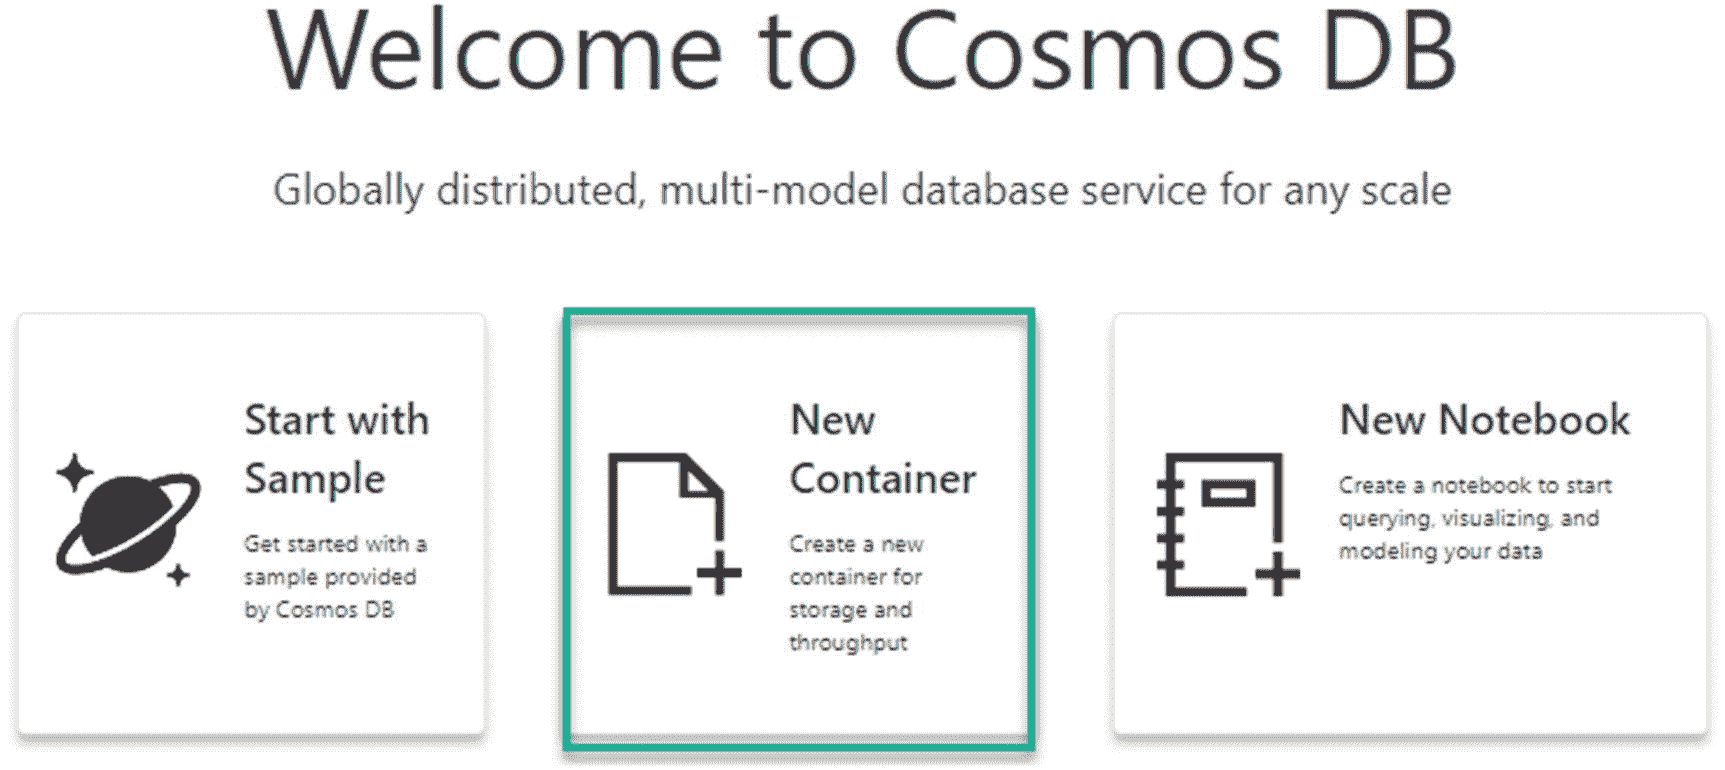 Welcome to Cosmos DB
Globally distributed, multi-model database service for any scale
Start with
Sample
Get started with a
sample provided
by Cosmos DB
New
Container
Create a new
container for
storage and
throughput
New Notebook
Create a notebook to start
querying, visualizing, and
modeling your data